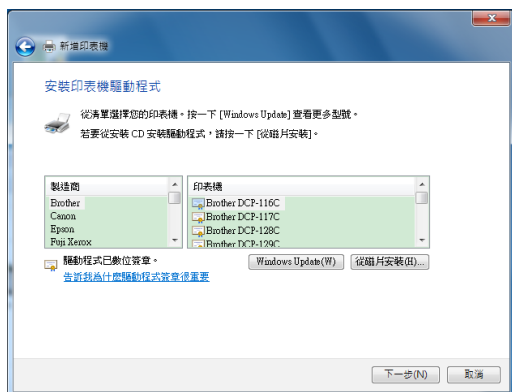 新增印表機
安裝印表機驅動程式
從清單選擇您的印表機。按一下 [Windows Update] 查看更多型號。
若要從安裝 CD 安裝驅動程式，請按一下 [從磁片安裝]。
製造商
Brother
Canon
Epson
Fuji Xerox
印表機
Brother DCP-116C
Brother DCP-117C
Brother DCP-128C
Brother DCP-129C
驅動程式已數位簽章。
告訴我為什麼驅動程式簽章很重要
Windows Update(W)
從磁片安裝(H)...
下一步(N)
取消